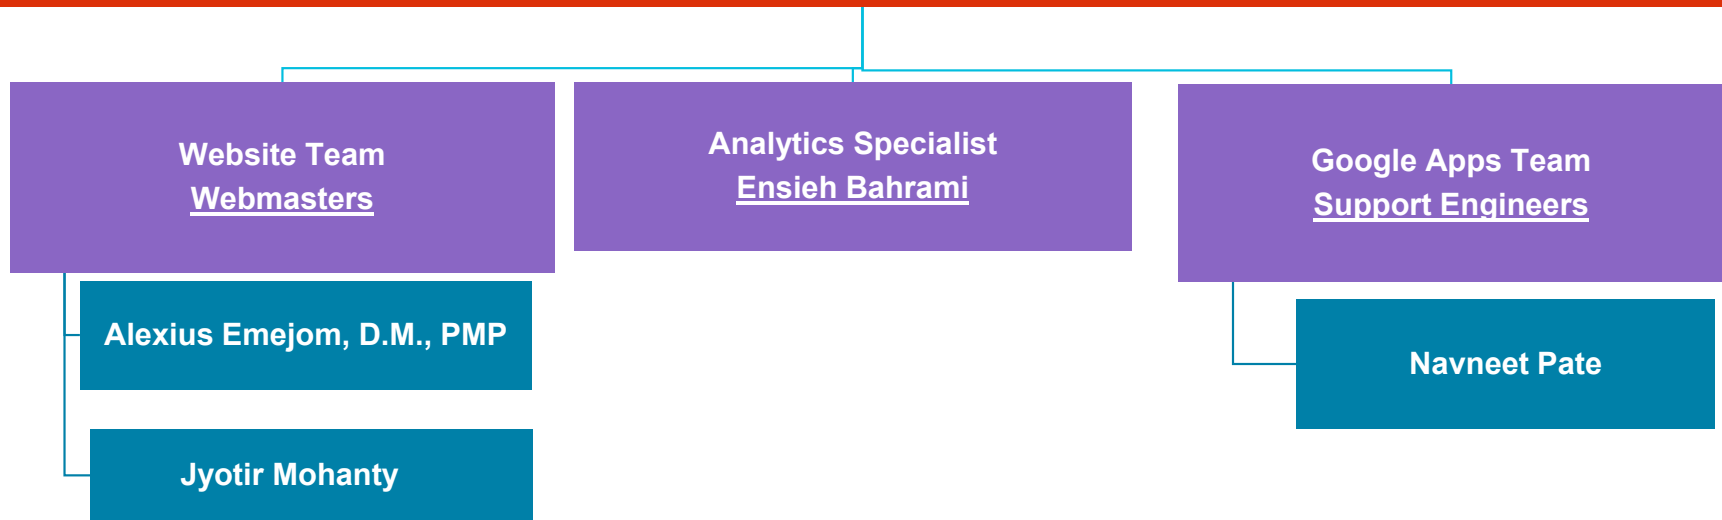 Website Team
Webmasters
Analytics Specialist
Ensieh Bahrami
Google Apps Team
Support Engineers
Alexius Emejom, D.M., PMP
Navneet Pate
Jyotir Mohanty